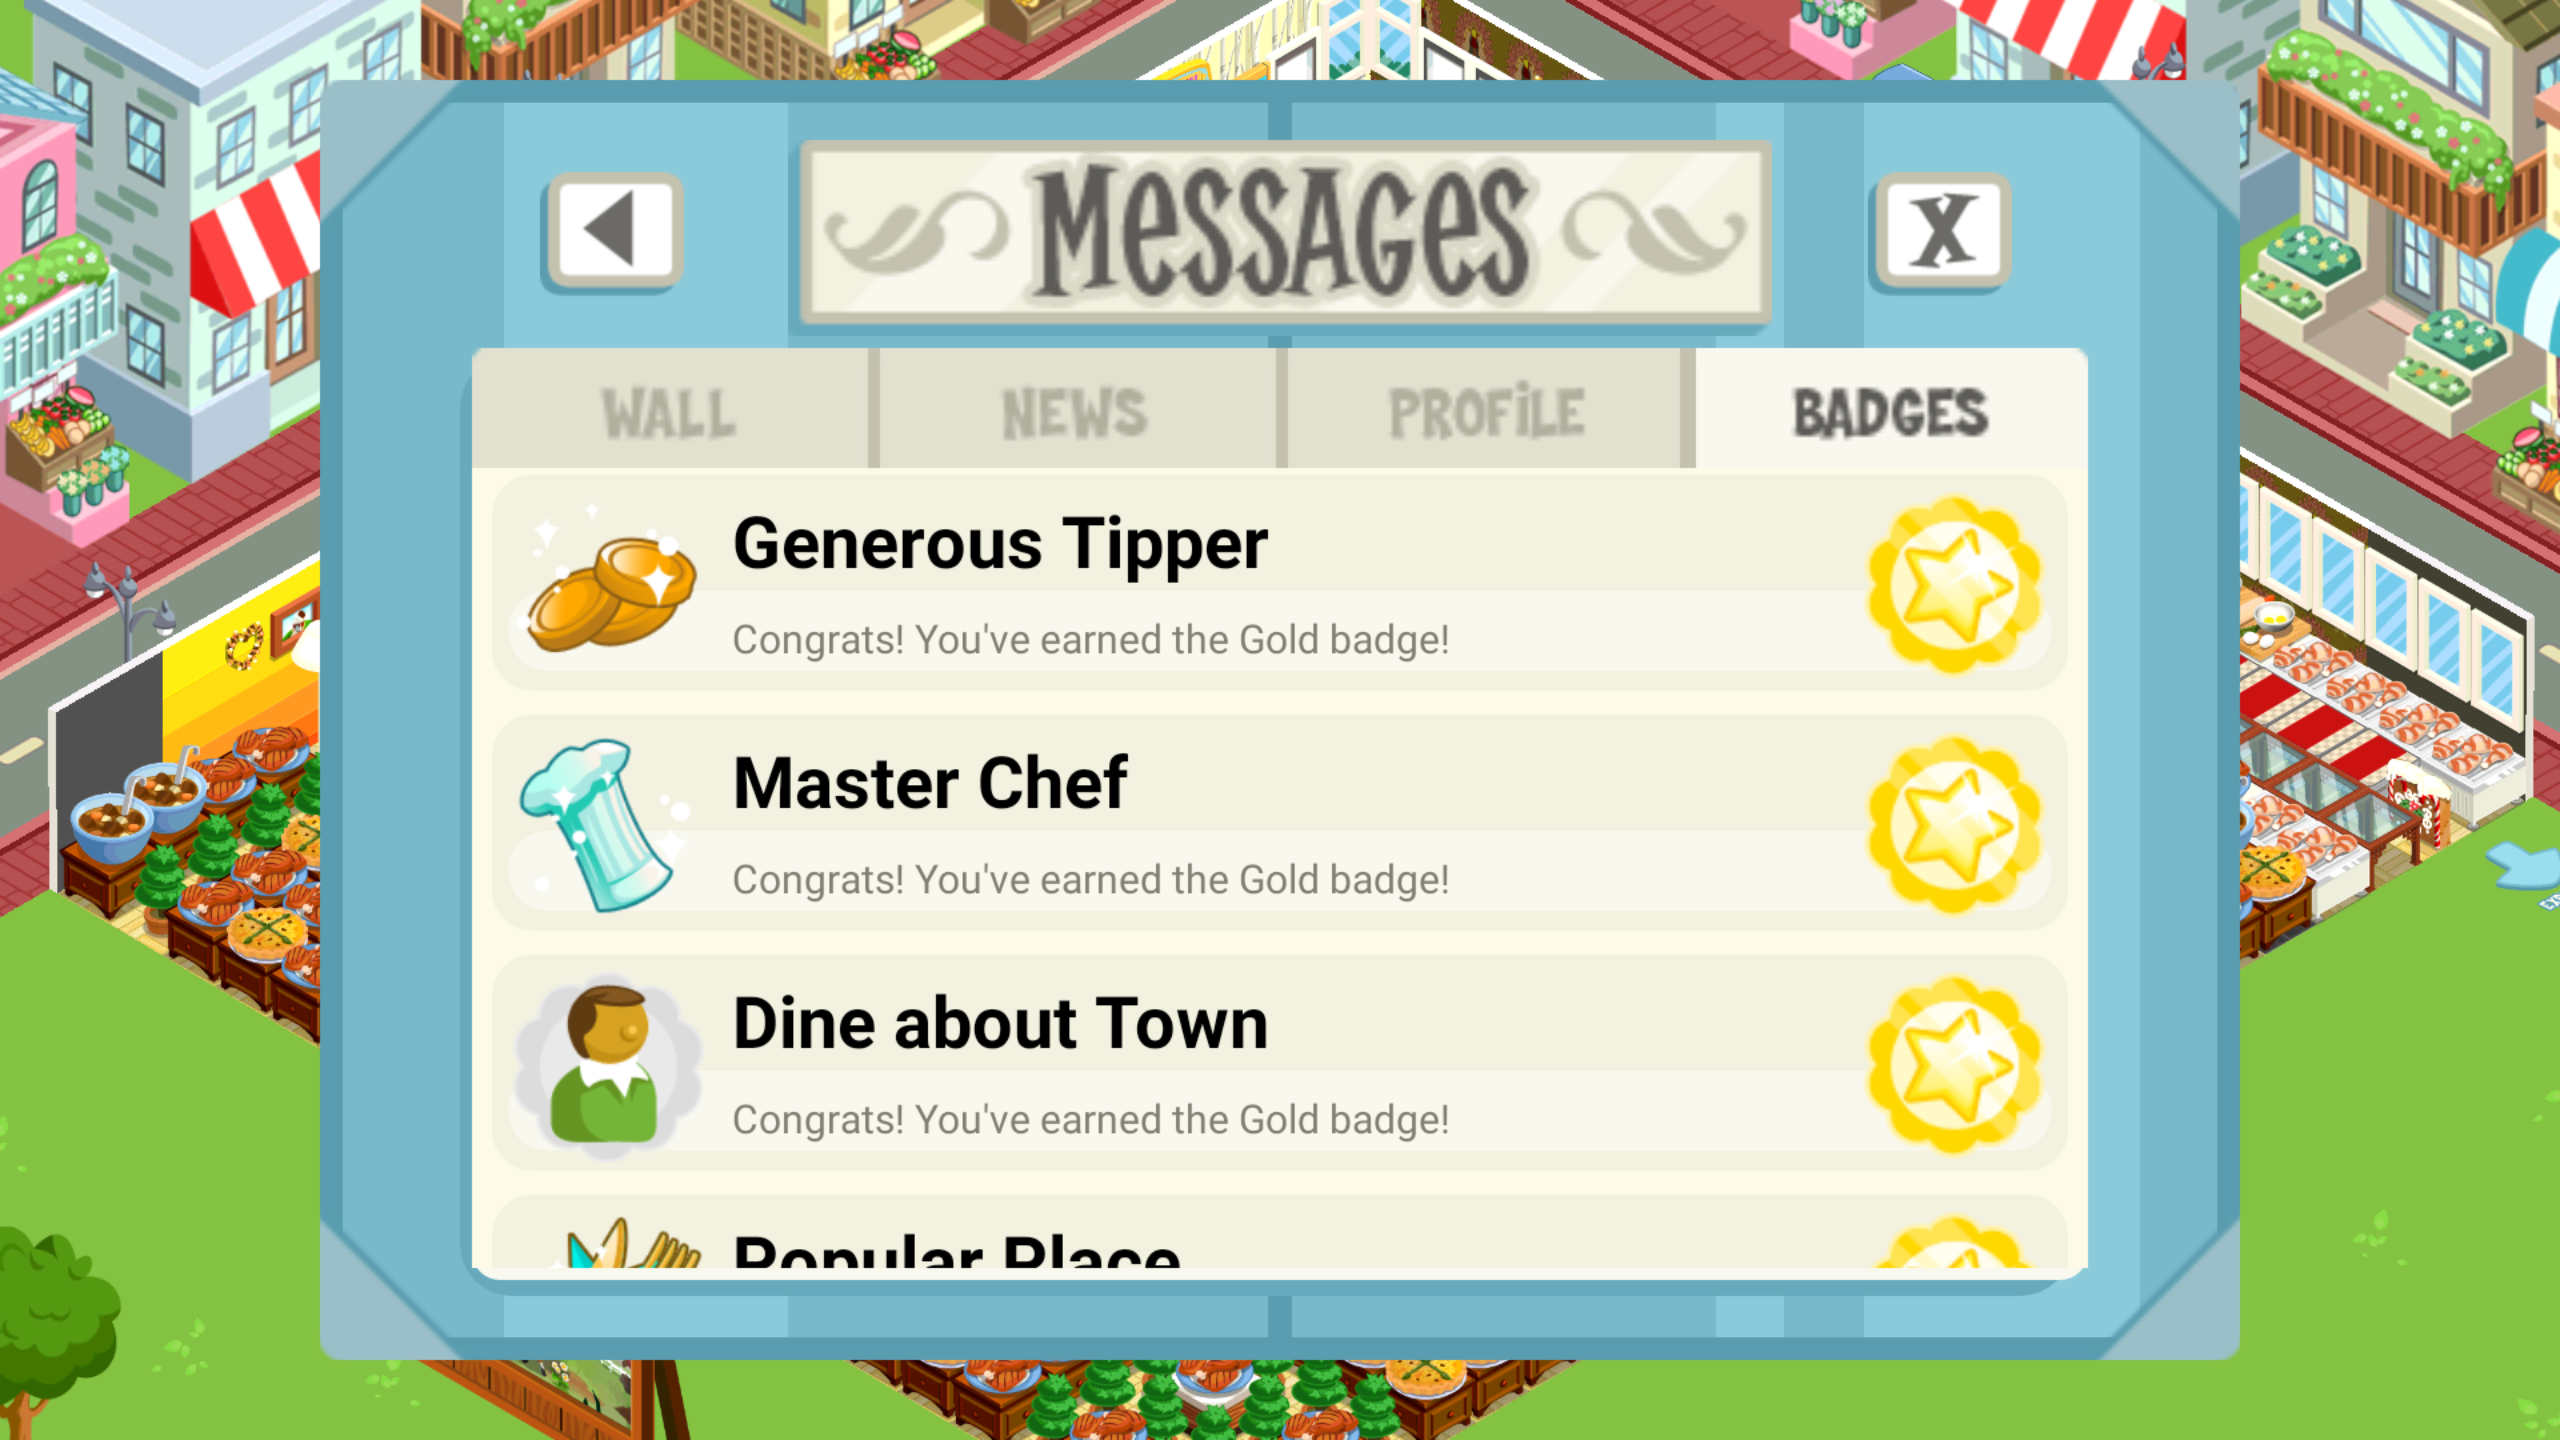 MeSSAGeS
X
WALL
NEWS
PROFiLE
BADGES
Generous Tipper
Congrats! You've earned the Gold badge!
Master Chef
Congrats! You've earned the Gold badge!
Dine about Town
Congrats! You've earned the Gold badge!
Popular Place